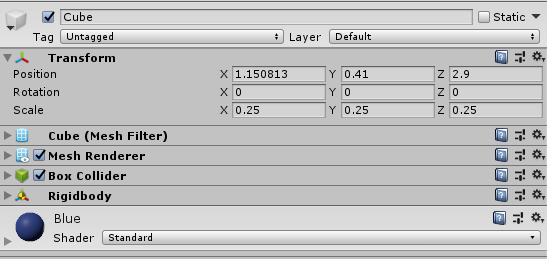 Cube Static
Tag Untagged Layer Default
Transform
Position X 1.150813 Y 0.41 Z 2.9
Rotation X 0 Y 0 Z 0
Scale X 0.25 Y 0.25 Z 0.25
Cube (Mesh Filter)
Mesh Renderer
Box Collider
Rigidbody
Blue
Shader Standard